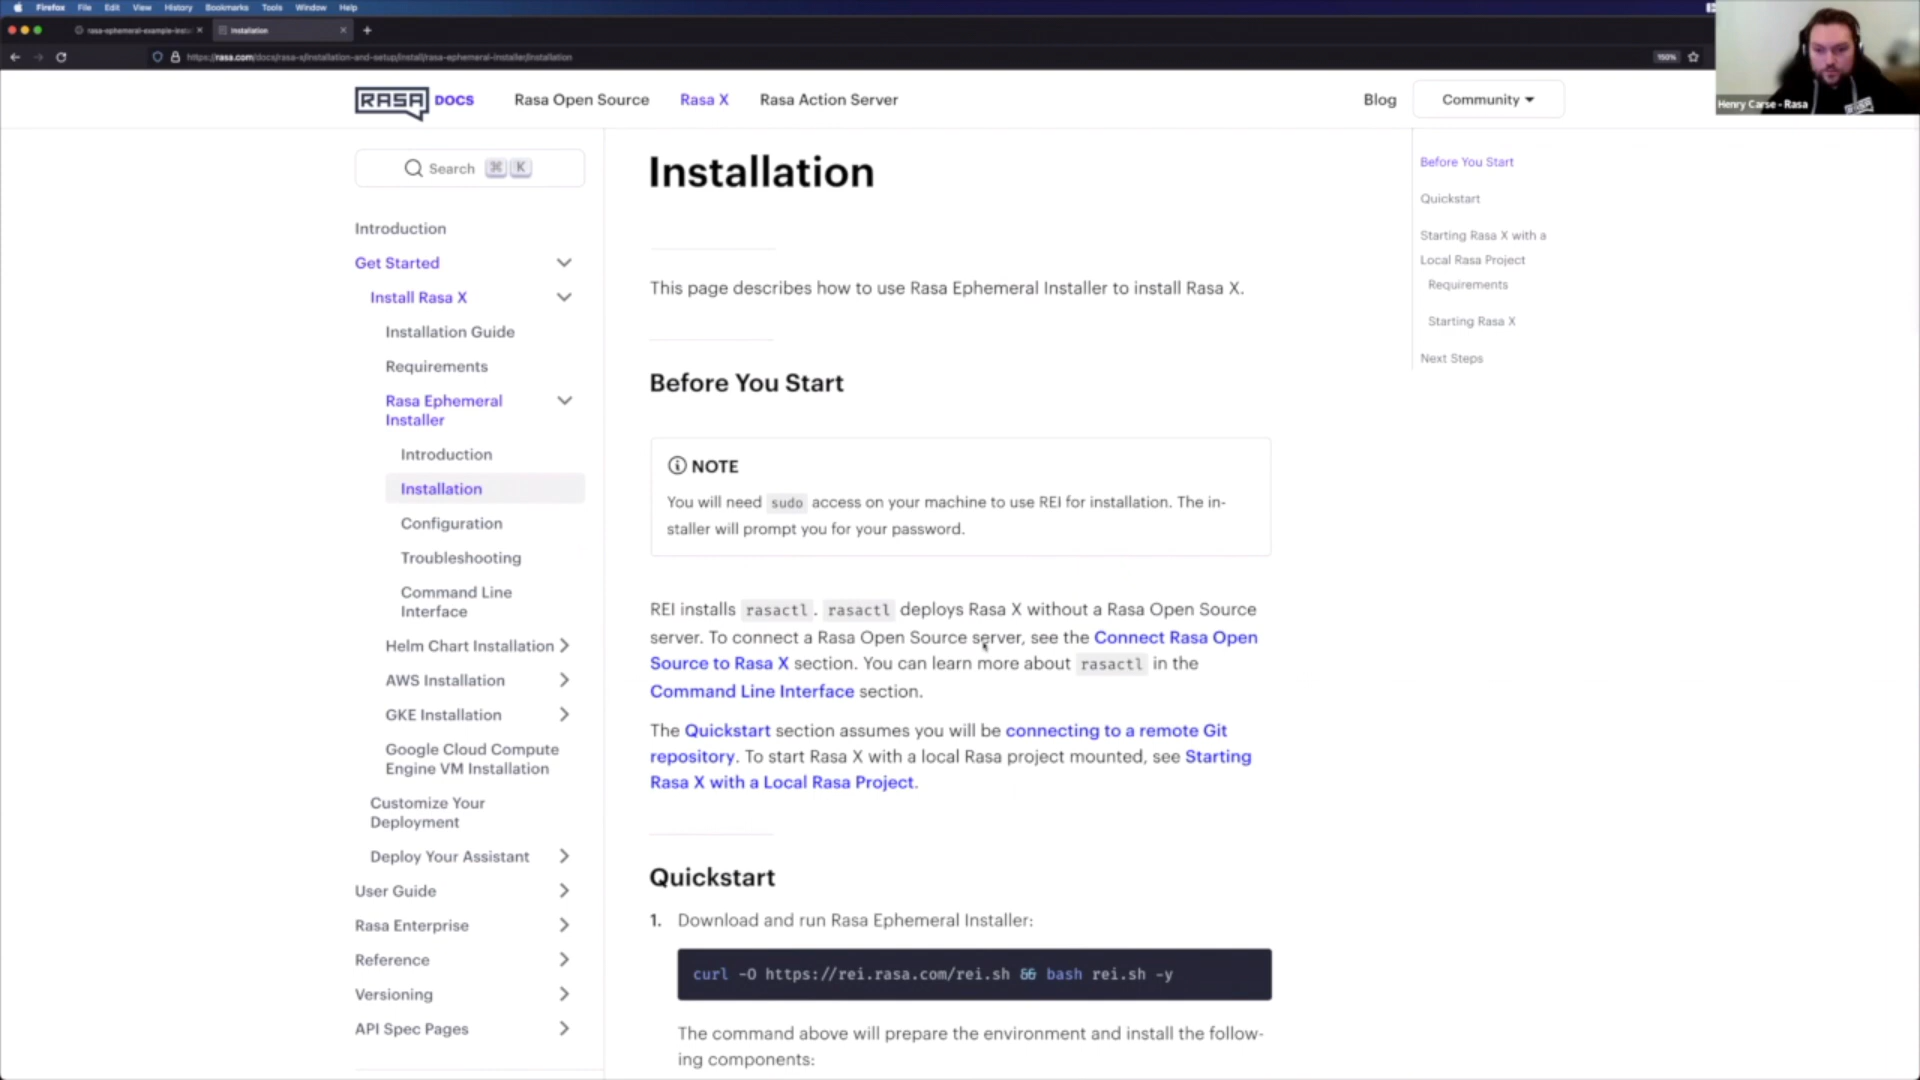 Firefox File Edit View History Bookmarks Tools Window Help
rasa-ephemeral-example-insta
Installation
https://rasa.com/docs/rasa-x/installation-and-setup/install/rasa-ephemeral-installer/installation
150%
Henry Carse - Rasa
RASA DOCS
Rasa Open Source Rasa X Rasa Action Server
Blog Community
Search ⌘ K
Introduction
Get Started
Install Rasa X
Installation Guide
Requirements
Rasa Ephemeral
Installer
Introduction
Installation
Configuration
Troubleshooting
Command Line
Interface
Helm Chart Installation
AWS Installation
GKE Installation
Google Cloud Compute
Engine VM Installation
Customize Your
Deployment
Deploy Your Assistant
User Guide
Rasa Enterprise
Reference
Versioning
API Spec Pages
Installation
This page describes how to use Rasa Ephemeral Installer to install Rasa X.
Before You Start
NOTE
You will need sudo access on your machine to use REI for installation. The in-
staller will prompt you for your password.
REI installs rasactl. rasactl deploys Rasa X without a Rasa Open Source
server. To connect a Rasa Open Source server, see the Connect Rasa Open
Source to Rasa X section. You can learn more about rasactl in the
Command Line Interface section.
The Quickstart section assumes you will be connecting to a remote Git
repository. To start Rasa X with a local Rasa project mounted, see Starting
Rasa X with a Local Rasa Project.
Quickstart
1. Download and run Rasa Ephemeral Installer:
curl -O https://rei.rasa.com/rei.sh && bash rei.sh -y
The command above will prepare the environment and install the follow-
ing components:
Before You Start
Quickstart
Starting Rasa X with a
Local Rasa Project
Requirements
Starting Rasa X
Next Steps